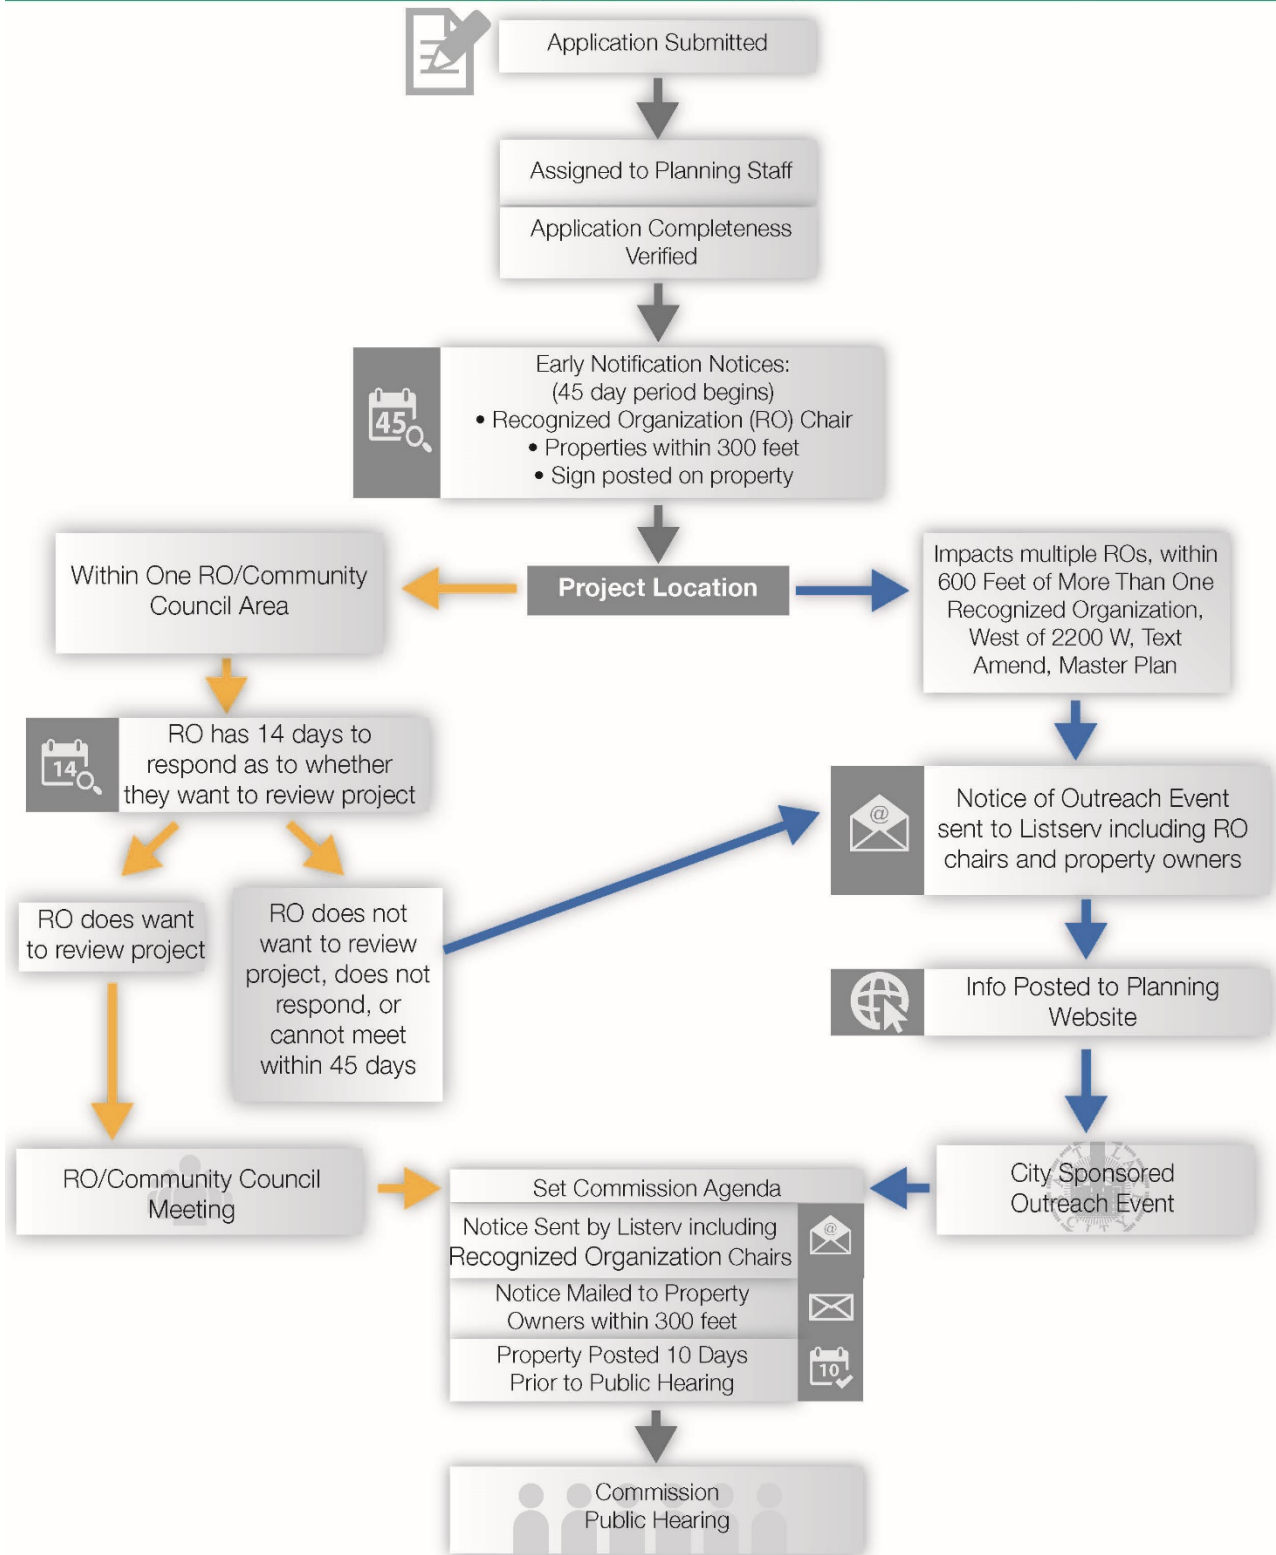 Application Submitted
Assigned to Planning Staff
Application Completeness
Verified
45
Early Notification Notices:
(45 day period begins)
• Recognized Organization (RO) Chair
• Properties within 300 feet
• Sign posted on property
Project Location
Within One RO/Community
Council Area
Impacts multiple ROs, within
600 Feet of More Than One
Recognized Organization,
West of 2200 W, Text
Amend, Master Plan
14
RO has 14 days to
respond as to whether
they want to review project
@
Notice of Outreach Event
sent to Listserv including RO
chairs and property owners
RO does want
to review project
RO does not
want to review
project, does not
respond, or
cannot meet
within 45 days
Info Posted to Planning
Website
RO/Community Council
Meeting
City Sponsored
Outreach Event
Set Commission Agenda
Notice Sent by Listerv including
Recognized Organization Chairs
@
Notice Mailed to Property
Owners within 300 feet
Property Posted 10 Days
Prior to Public Hearing
10
Commission
Public Hearing